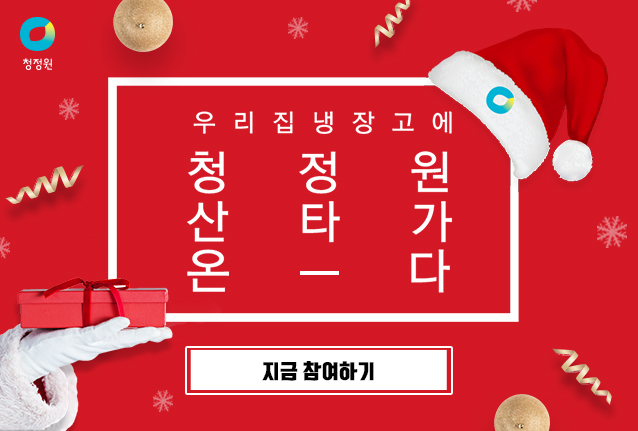 청정원
우리집냉장고에
청정원
산타가
온ㅡ다
지금 참여하기